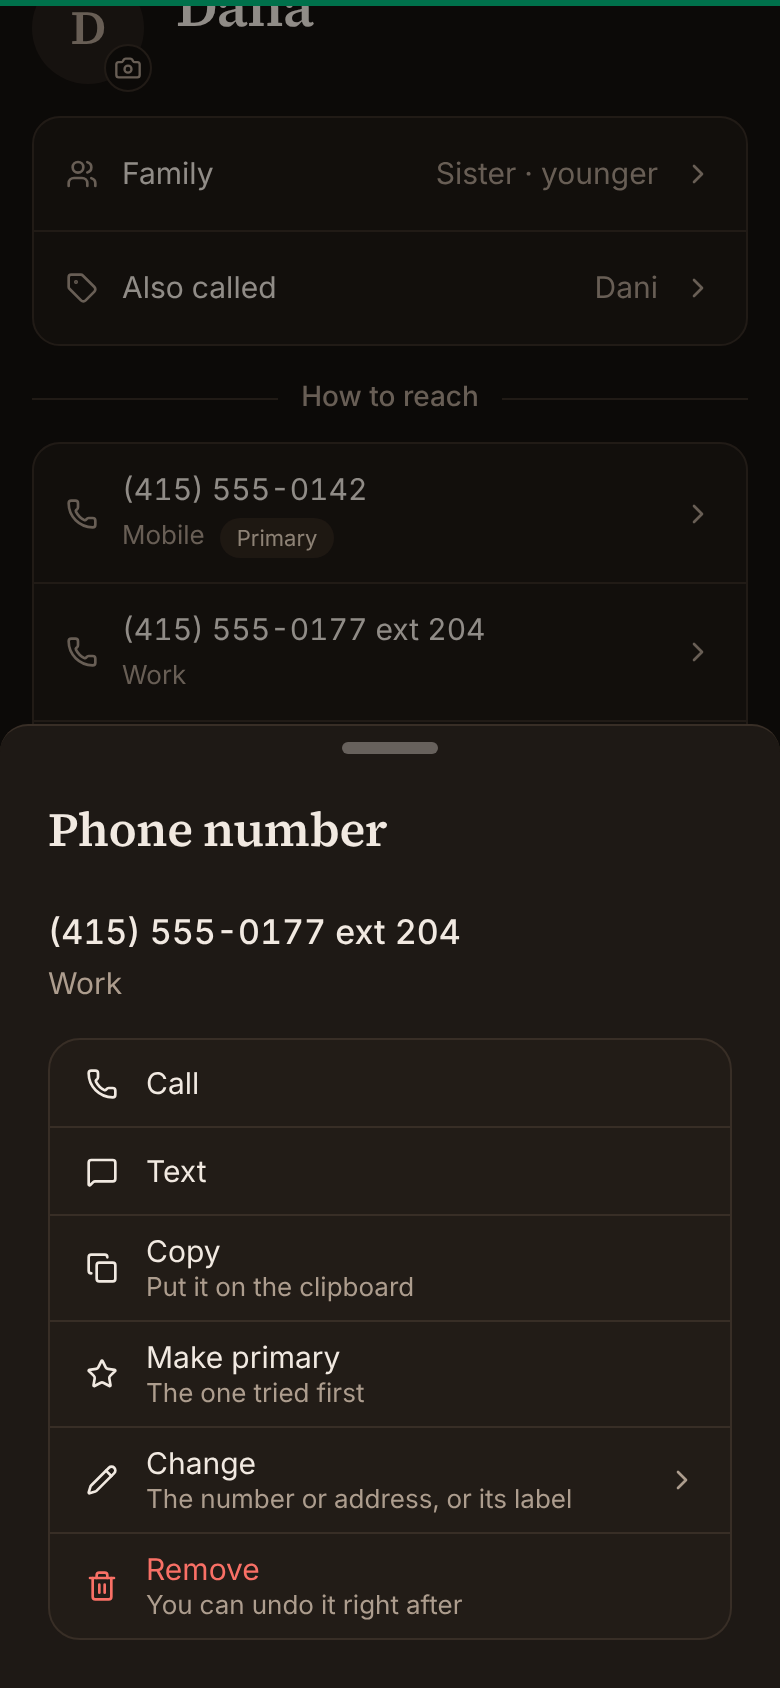 D
Dana
Family
Sister · younger
Also called
Dani
How to reach
(415) 555-0142
Mobile
Primary
(415) 555-0177 ext 204
Work
Phone number
(415) 555-0177 ext 204
Work
Call
Text
Copy
Put it on the clipboard
Make primary
The one tried first
Change
The number or address, or its label
Remove
You can undo it right after